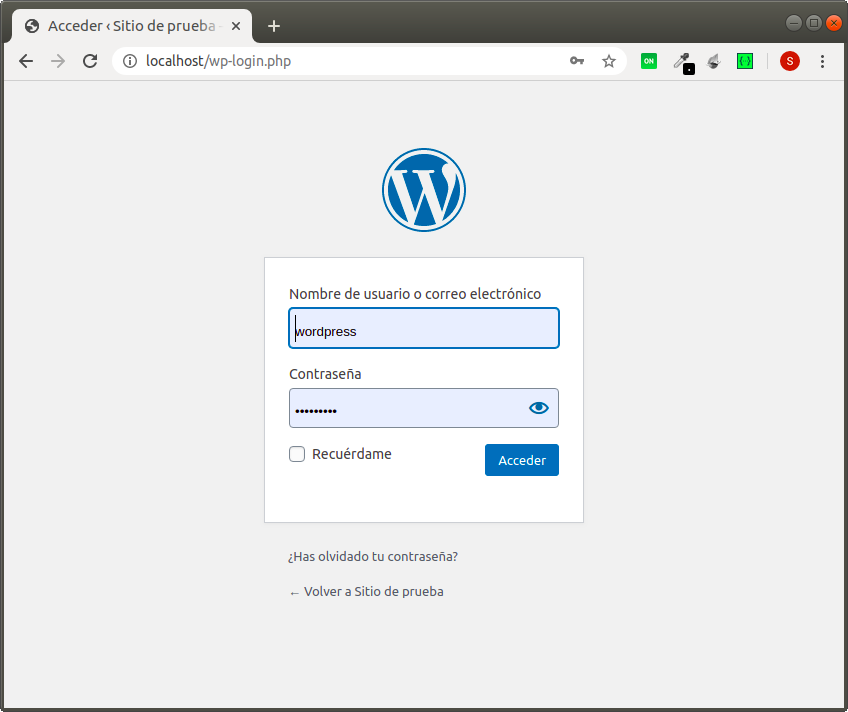 Acceder ‹ Sitio de prueba
localhost/wp-login.php
ON
S
Nombre de usuario o correo electrónico
wordpress
Contraseña
•••••••••
Recuérdame
Acceder
¿Has olvidado tu contraseña?
← Volver a Sitio de prueba